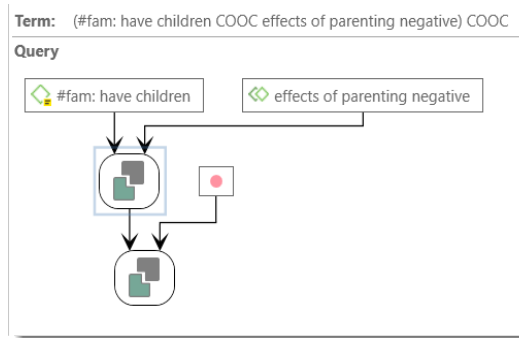 Term: (#fam: have children COOC effects of parenting negative) COOC
Query
#fam: have children
effects of parenting negative